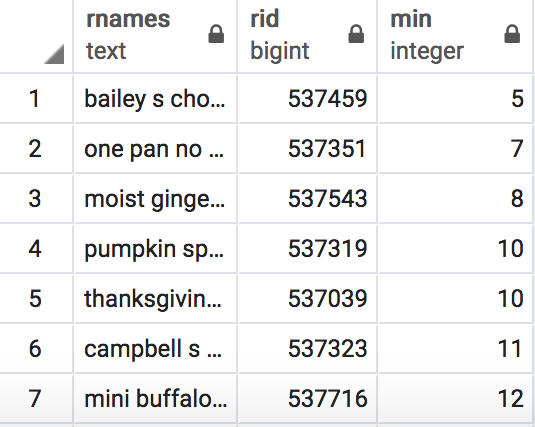 rnames rid min
text bigint integer
1 bailey s cho... 537459 5
2 one pan no ... 537351 7
3 moist ginge... 537543 8
4 pumpkin sp... 537319 10
5 thanksgivin... 537039 10
6 campbell s ... 537323 11
7 mini buffalo... 537716 12